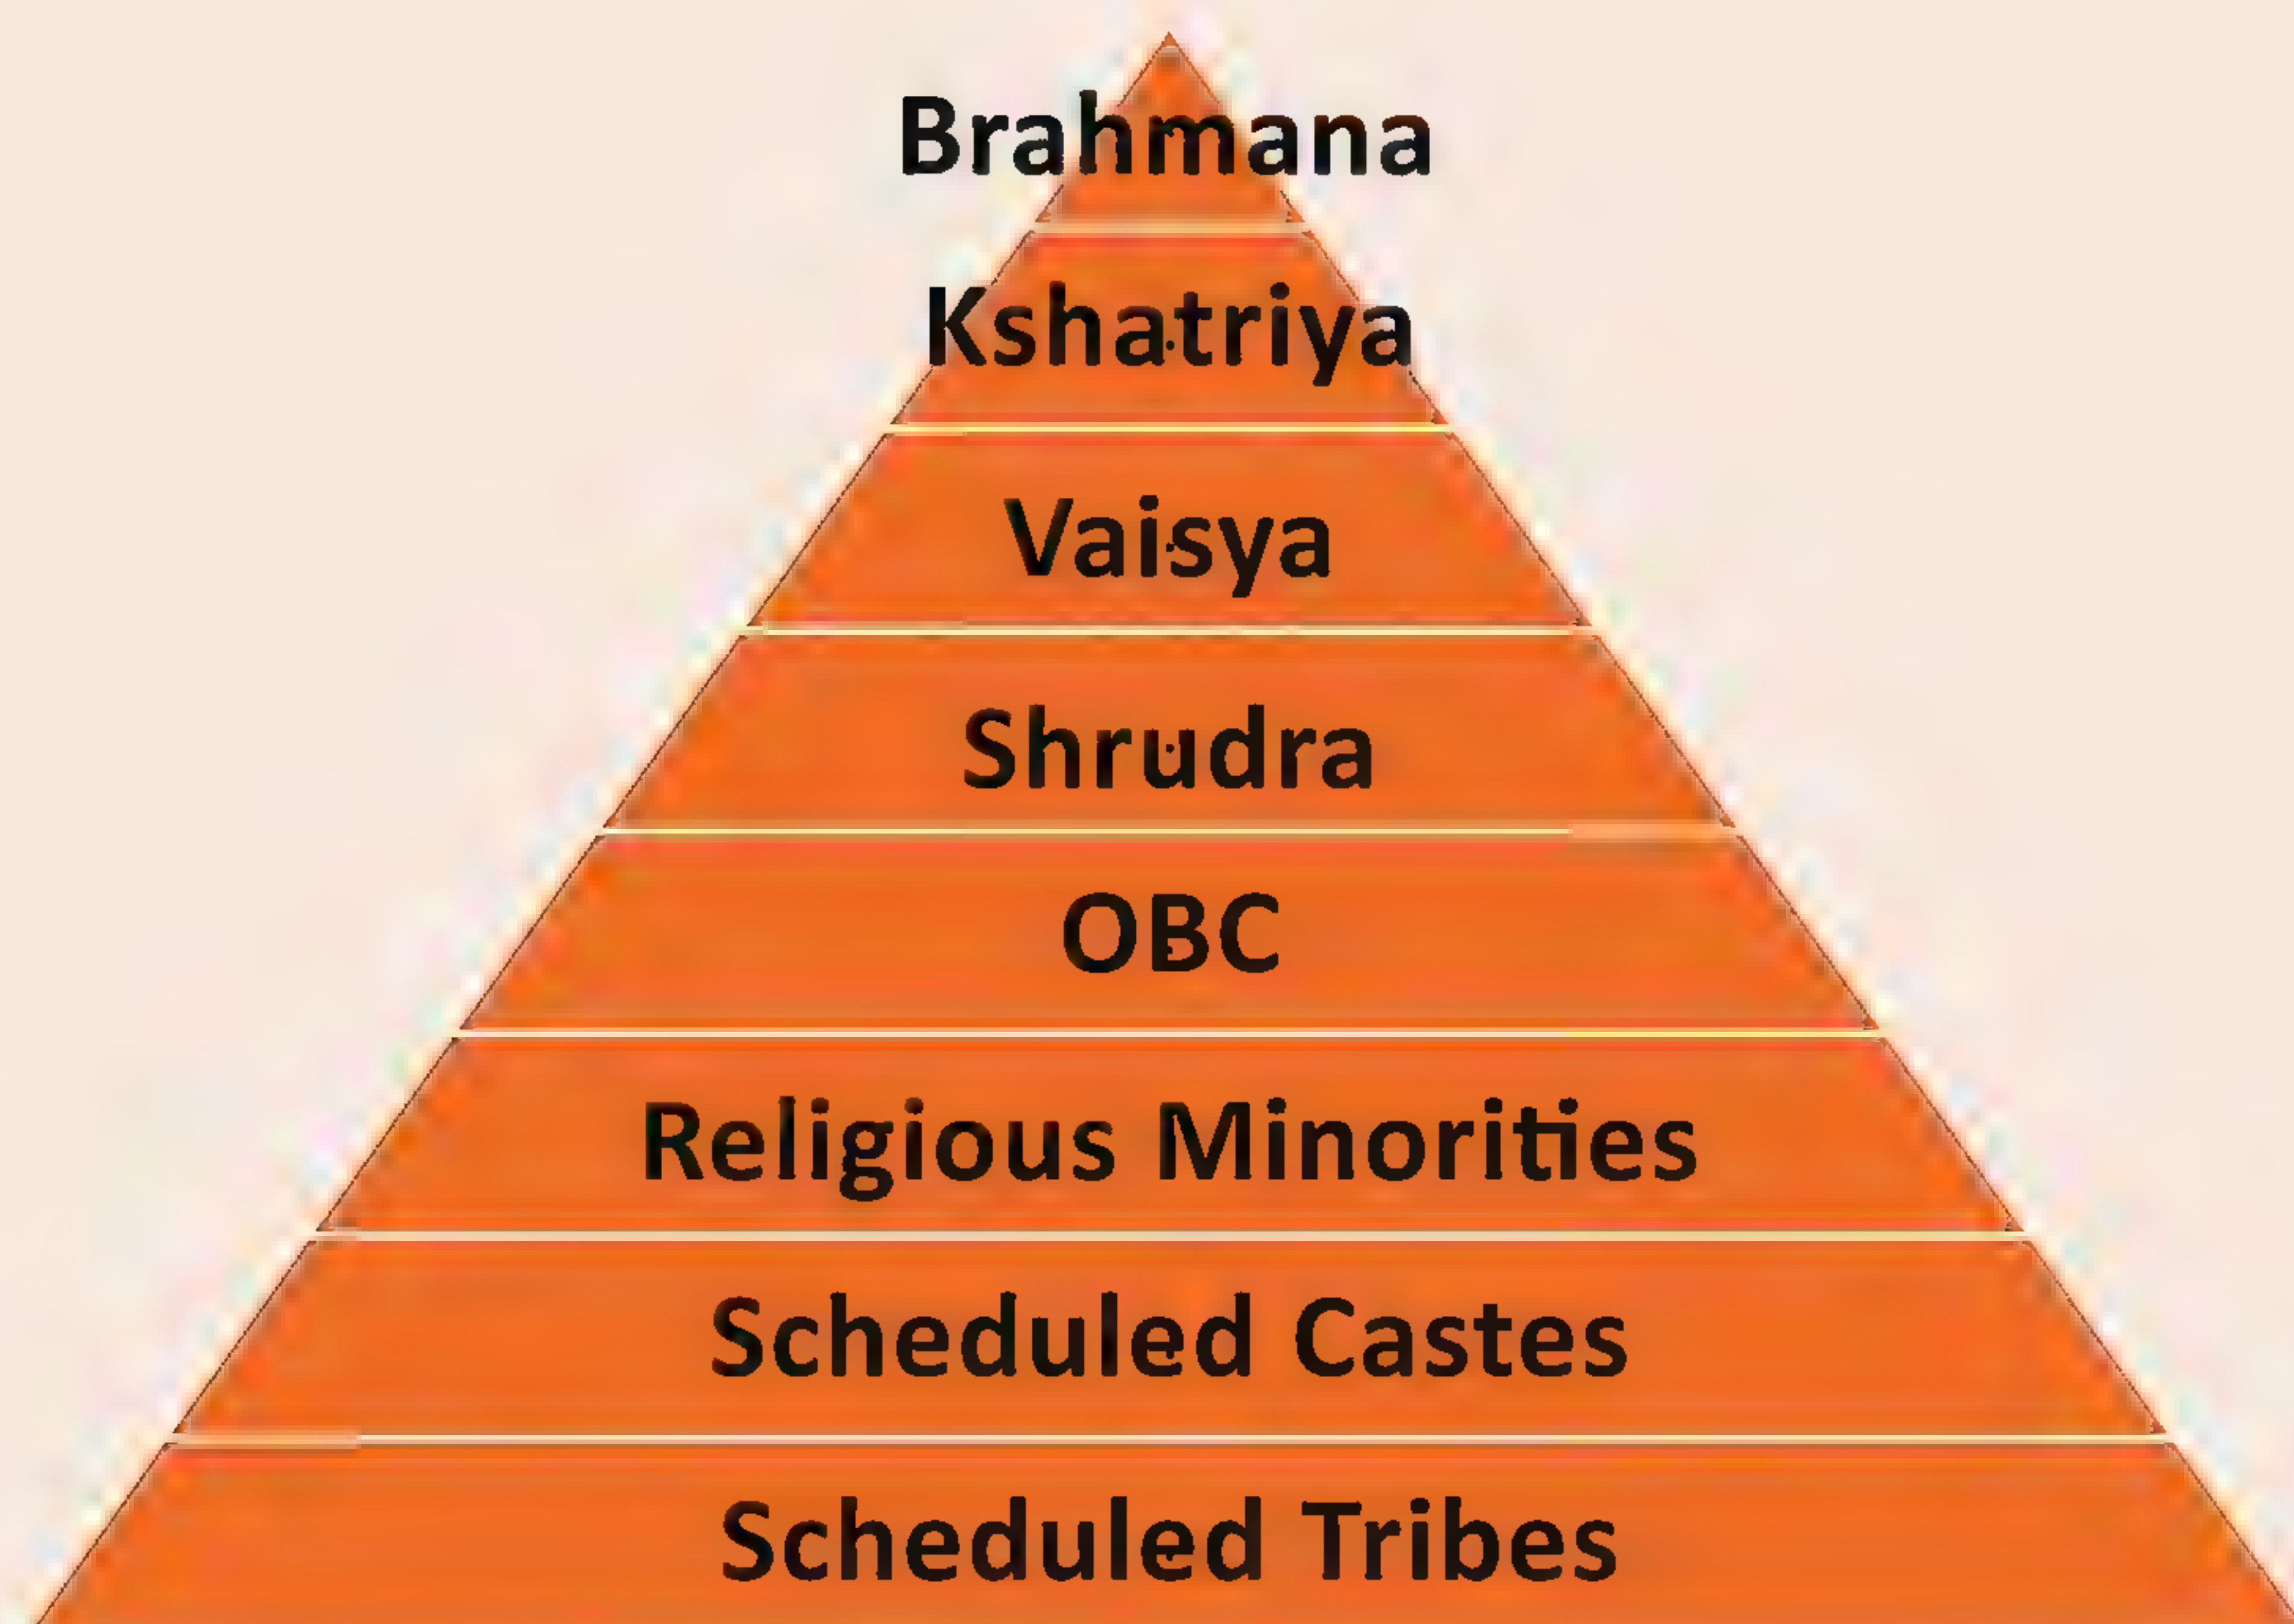 Brahmana
Kshatriya
Vaisya
Shrudra
OBC
Religious Minorities
Scheduled Castes
Scheduled Tribes